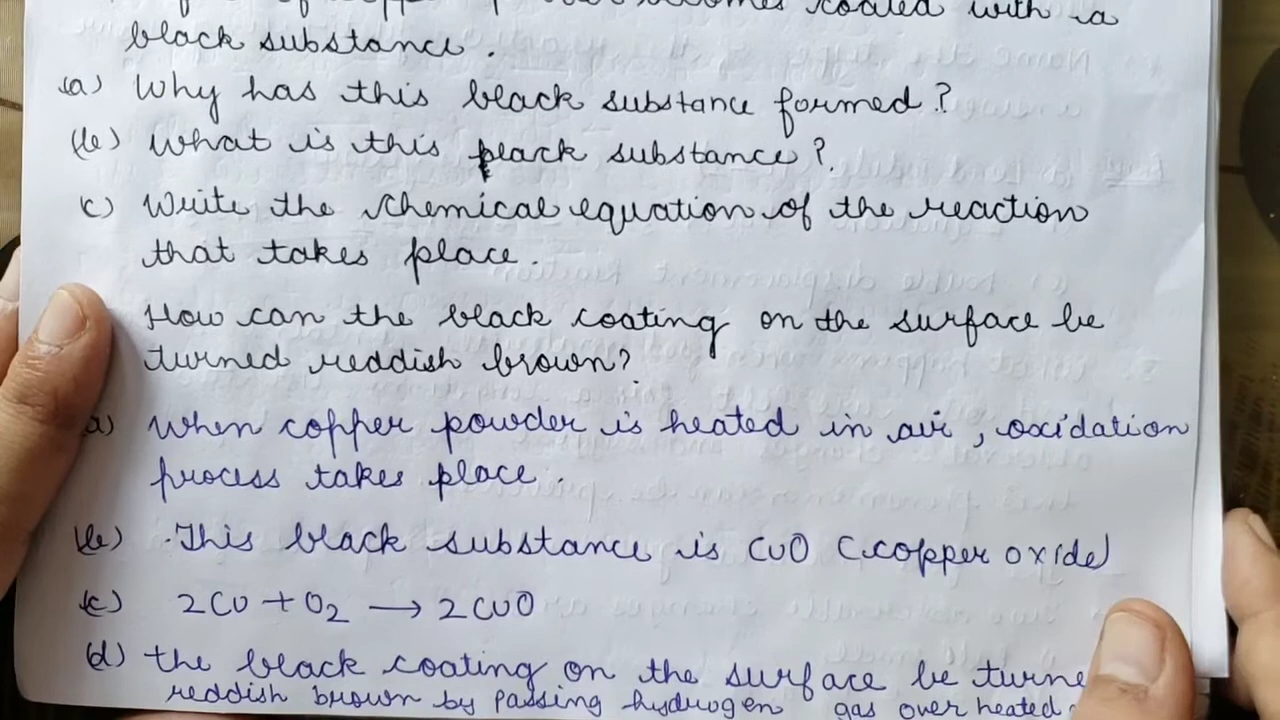 coated with a
black substance.
(a) Why has this black substance formed?
(b) What is this black substance?
c) Write the chemical equation of the reaction
that takes place.
How can the black coating on the surface be
turned reddish brown?
a) When copper powder is heated in air, oxidation
process takes place.
(b) This black substance is CuO (copper oxide)
(c) 2Cu + O2 → 2CuO
(d) the black coating on the surface be turne
reddish brown by passing hydrogen gas over heated